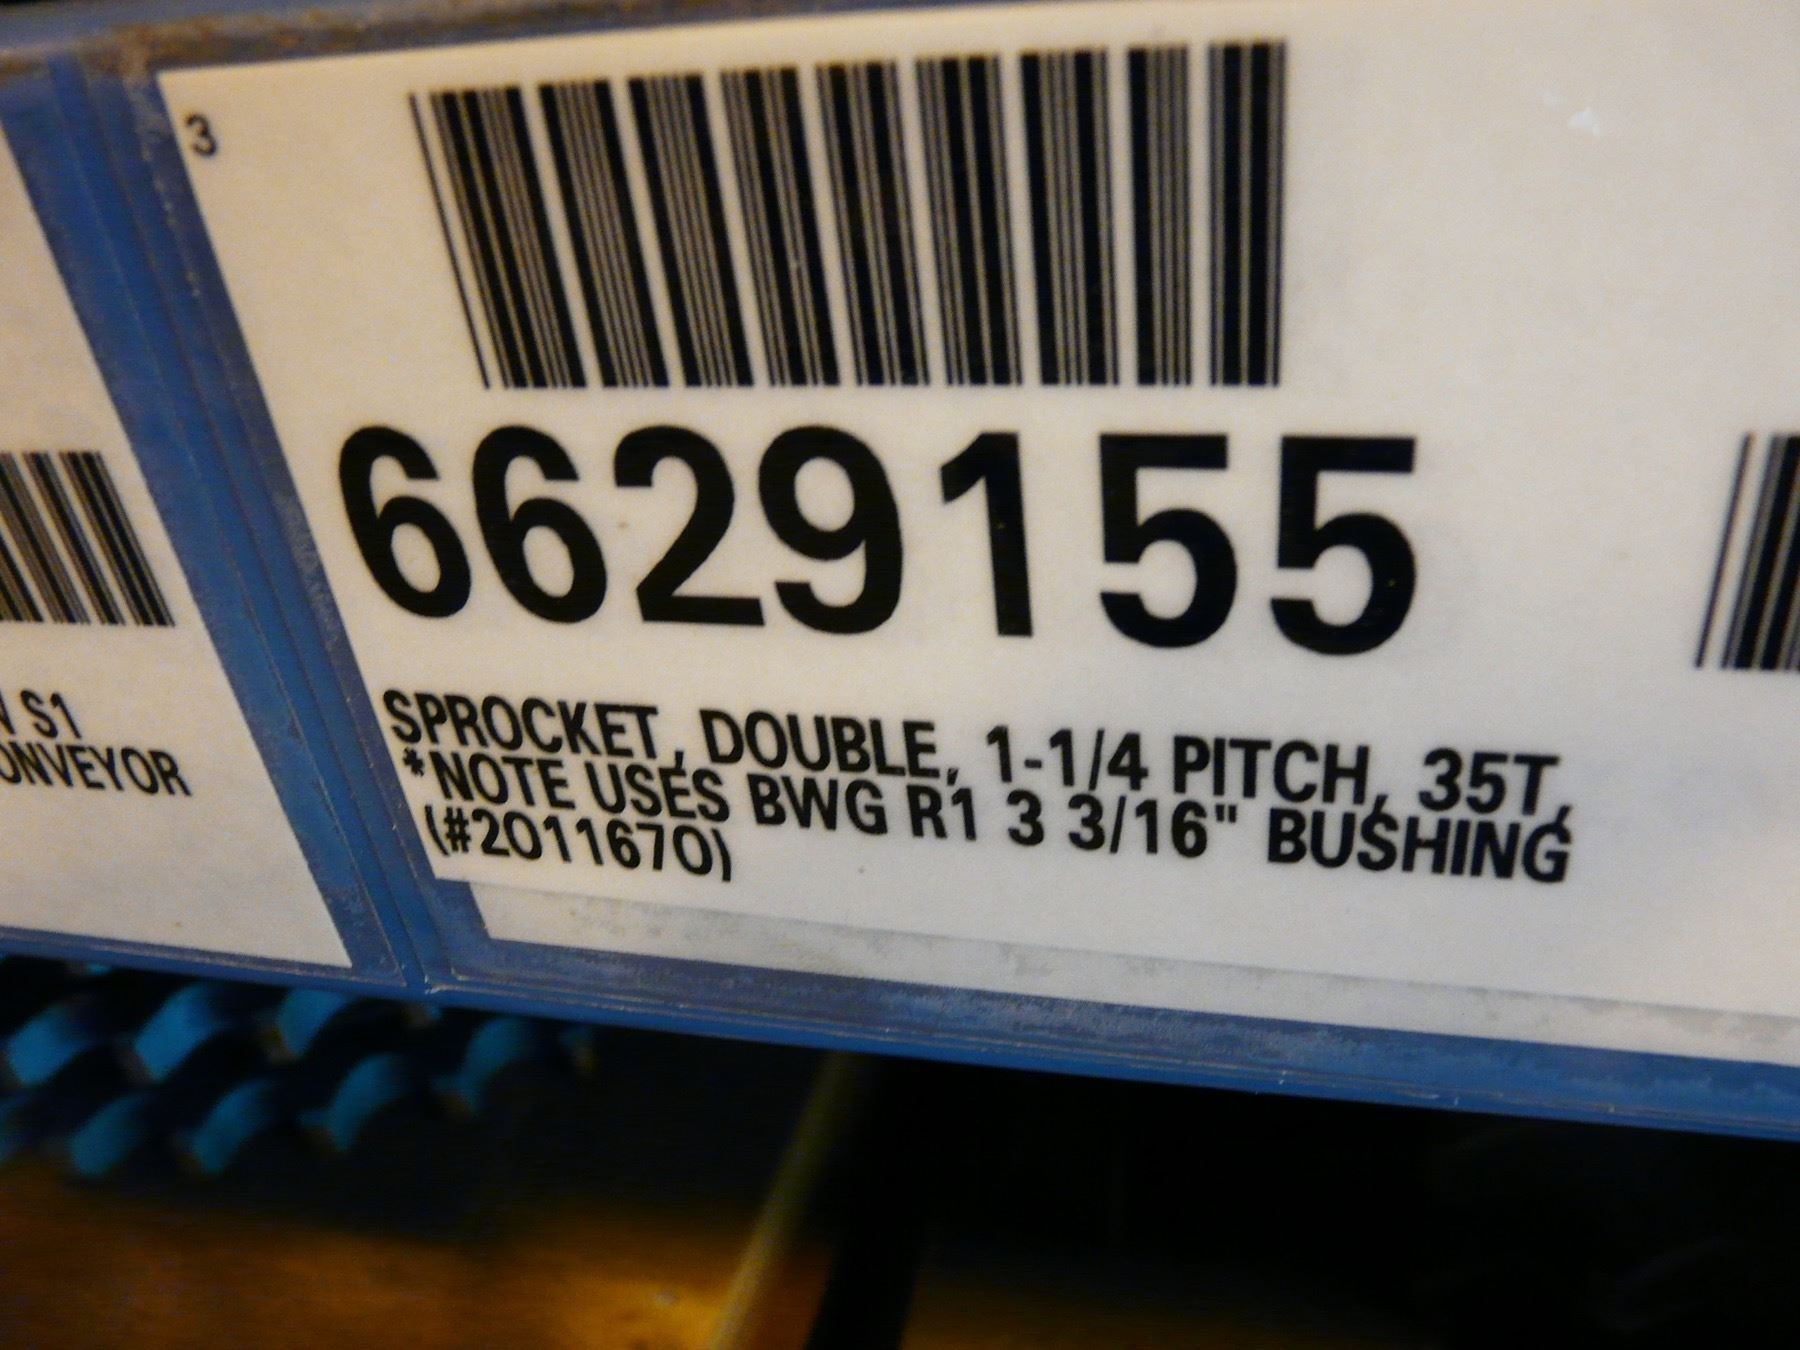 3
6629155
SPROCKET, DOUBLE, 1-1/4 PITCH, 35T,
*NOTE USES BWG R1 3 3/16" BUSHING
(#2011670)
S1